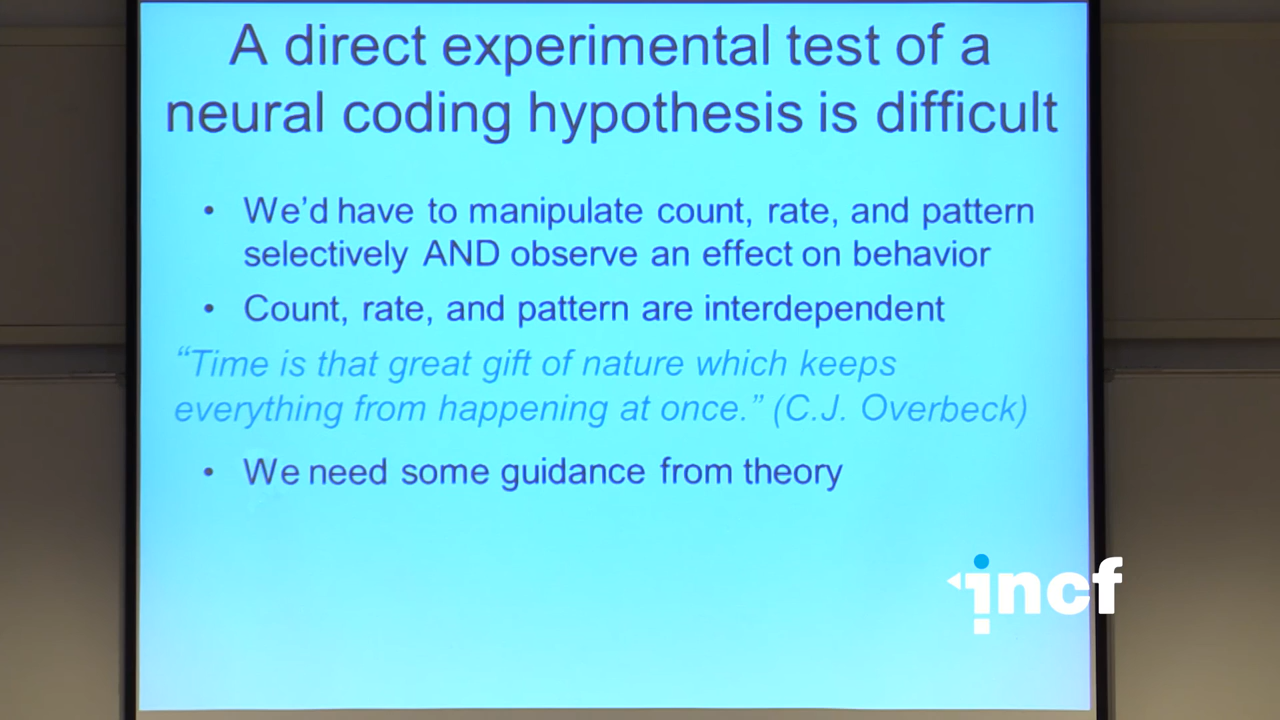 A direct experimental test of a
neural coding hypothesis is difficult
• We'd have to manipulate count, rate, and pattern
selectively AND observe an effect on behavior
• Count, rate, and pattern are interdependent
“Time is that great gift of nature which keeps
everything from happening at once.” (C.J. Overbeck)
• We need some guidance from theory
incf